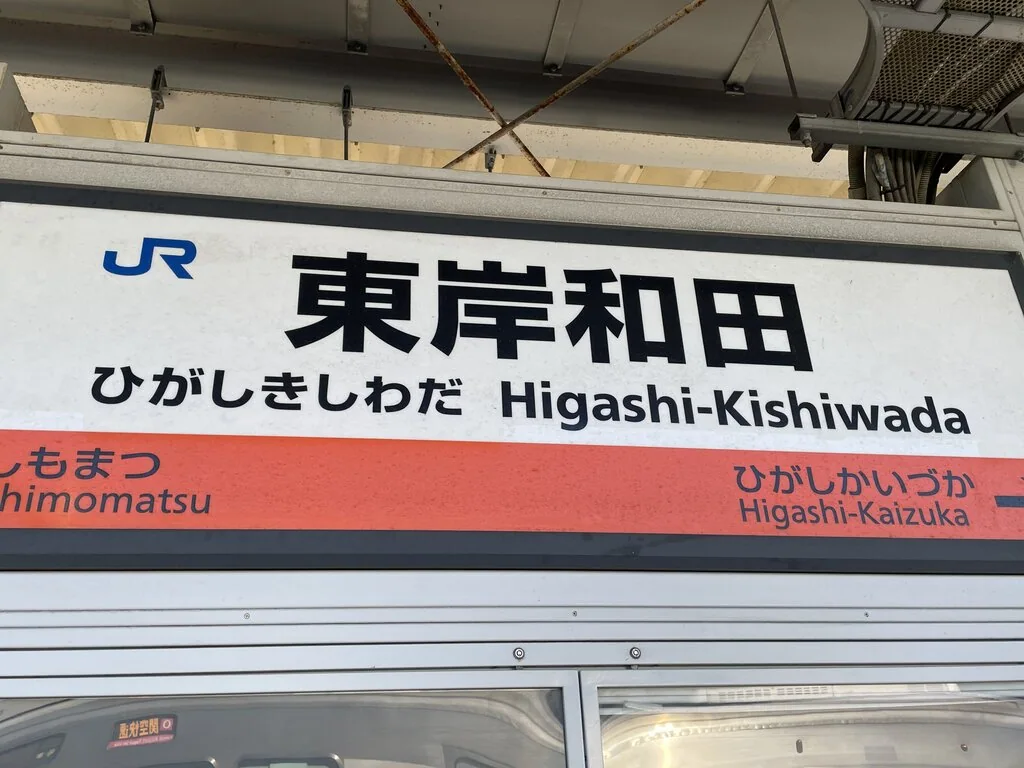 JR
東岸和田
ひがしきしわだ Higashi-Kishiwada
しもまつ
himomatsu
ひがしかいづか
Higashi-Kaizuka